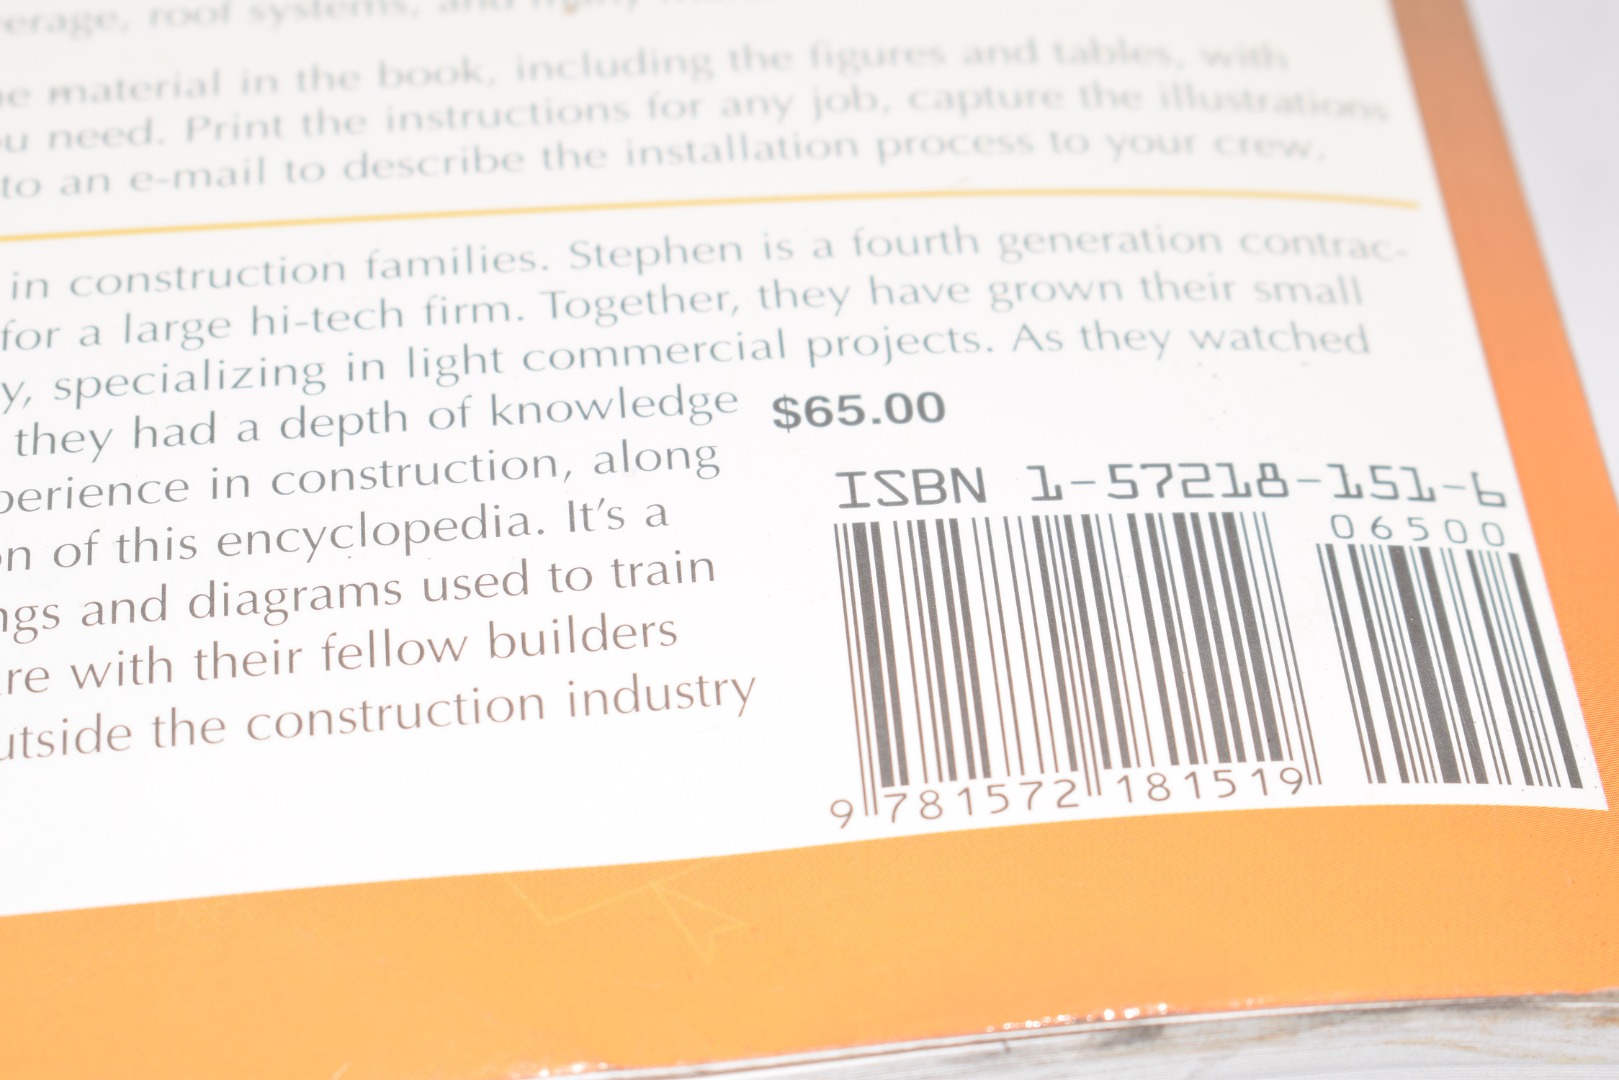 verage, roof systems, and many
he material in the book, including the figures and tables, with
ou need. Print the instructions for any job, capture the illustrations
to an e-mail to describe the installation process to your crew.
in construction families. Stephen is a fourth generation contrac-
for a large hi-tech firm. Together, they have grown their small
y, specializing in light commercial projects. As they watched
they had a depth of knowledge
perience in construction, along
on of this encyclopedia. It's a
ngs and diagrams used to train
re with their fellow builders
utside the construction industry
$65.00
ISBN 1-57218-151-6
06500
9 781572 181519